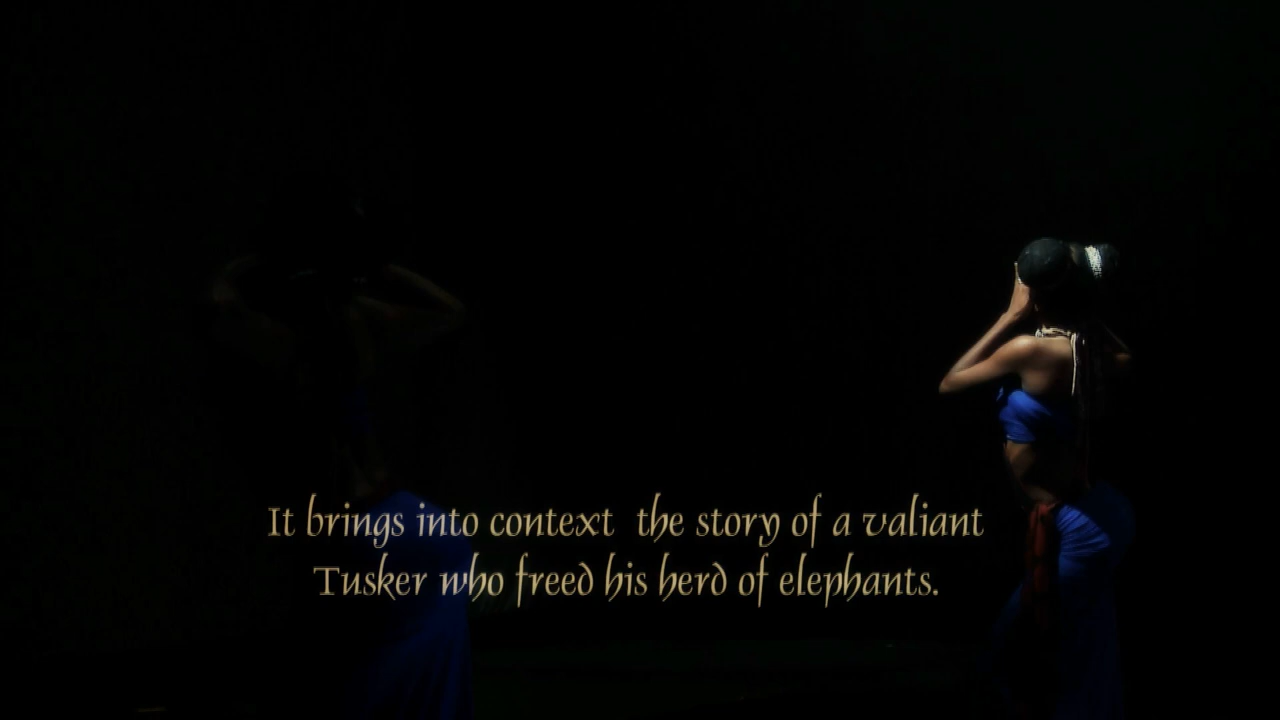 It brings into context the story of a valiant
Tusker who freed his herd of elephants.